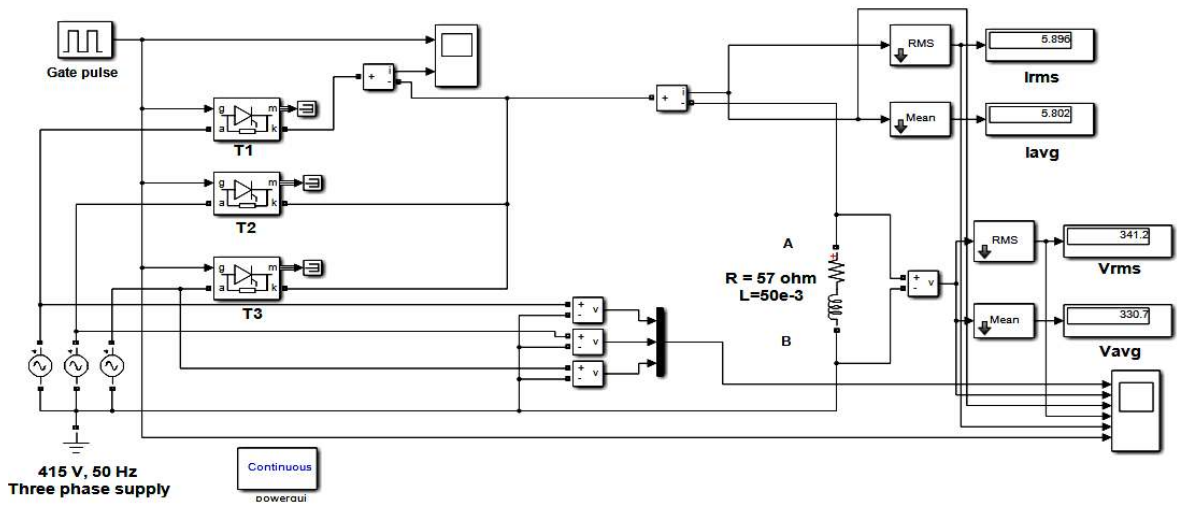 Gate pulse
i
+
-
g
m
a
k
T1
g
m
a
k
T2
g
m
a
k
T3
+
i
-
RMS
5.896
Irms
Mean
5.802
Iavg
A
R = 57 ohm
L=50e-3
B
+
+
-
v
RMS
341.2
Vrms
Mean
330.7
Vavg
+
-
v
+
-
v
+
-
v
415 V, 50 Hz
Three phase supply
Continuous
powergui